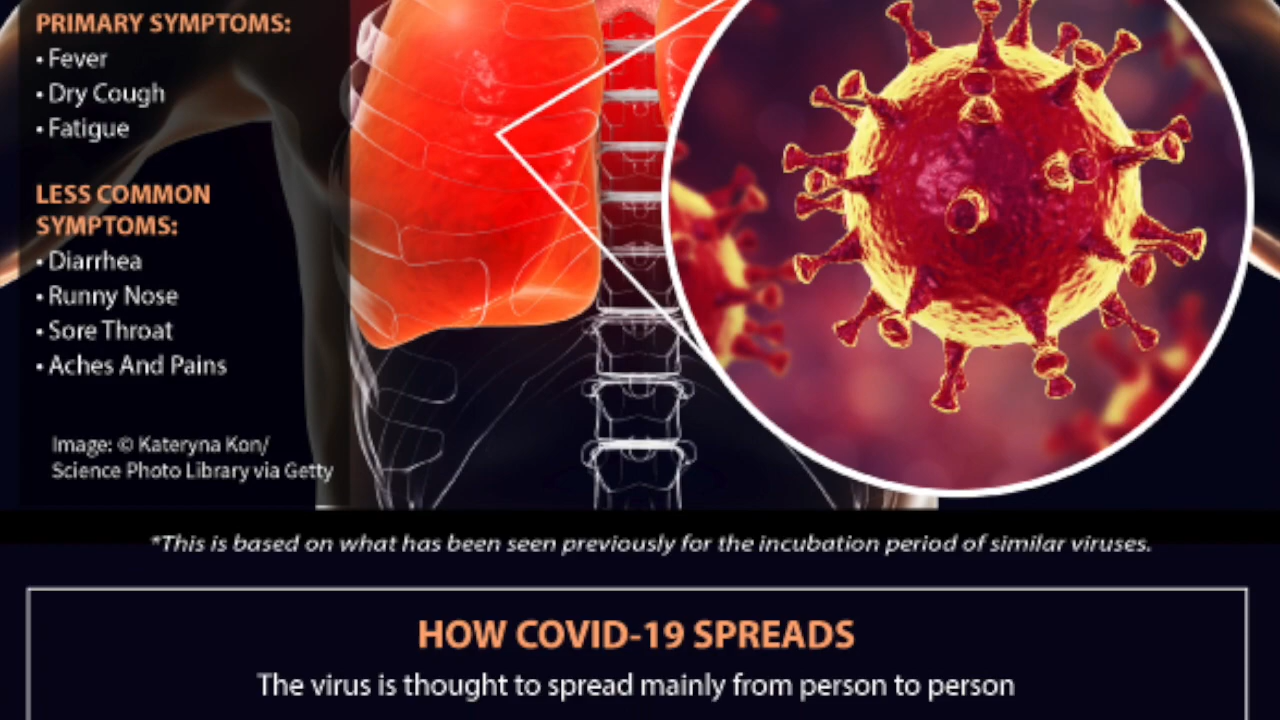 PRIMARY SYMPTOMS:
• Fever
• Dry Cough
• Fatigue
LESS COMMON
SYMPTOMS:
• Diarrhea
• Runny Nose
• Sore Throat
• Aches And Pains
Image: © Kateryna Kon/
Science Photo Library via Getty
*This is based on what has been seen previously for the incubation period of similar viruses.
HOW COVID-19 SPREADS
The virus is thought to spread mainly from person to person